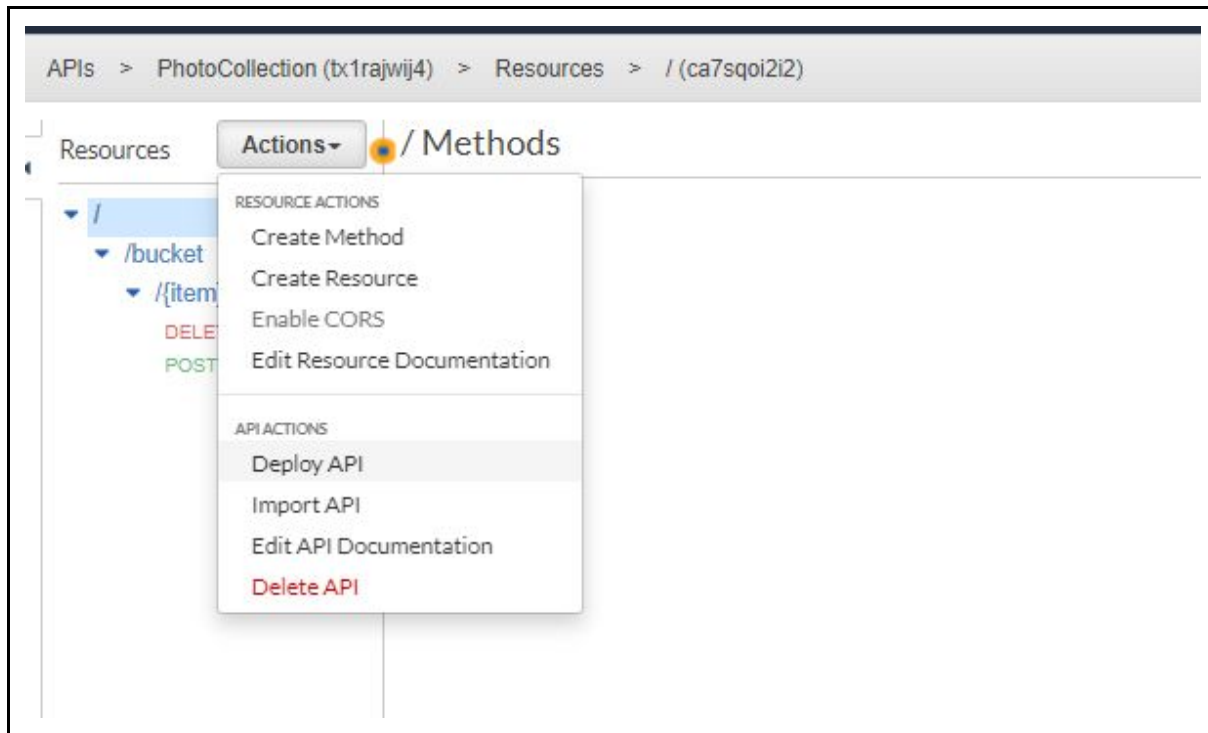 APIs > PhotoCollection (tx1rajwij4) > Resources > / (ca7sqoi2i2)
Resources Actions / Methods
/
/bucket
/{item
DELE
POST
RESOURCE ACTIONS
Create Method
Create Resource
Enable CORS
Edit Resource Documentation
API ACTIONS
Deploy API
Import API
Edit API Documentation
Delete API